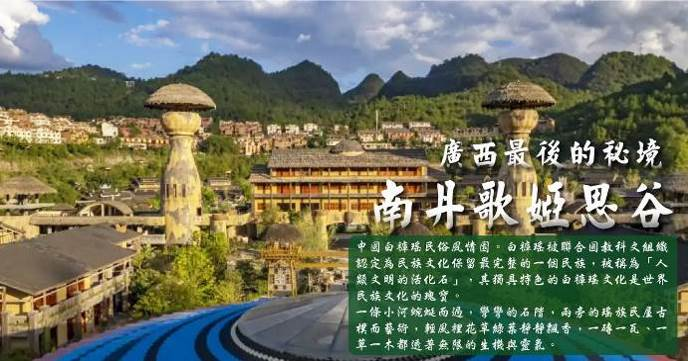 廣西最後的秘境
南丹歌姬思谷
中國白褲瑤民俗風情園。白褲瑤被聯合國教科文組織
認定為民族文化保留最完整的一個民族，被稱為「人
類文明的活化石」，其獨具特色的白褲瑤文化是世界
民族文化的瑰寶。
一條小河蜿蜒而過，彎彎的石階，兩旁的瑤族民屋古
樸而藝術，輕風裡花草綠葉靜靜飄香，一磚一瓦、一
草一木都透著無限的生機與靈氣。